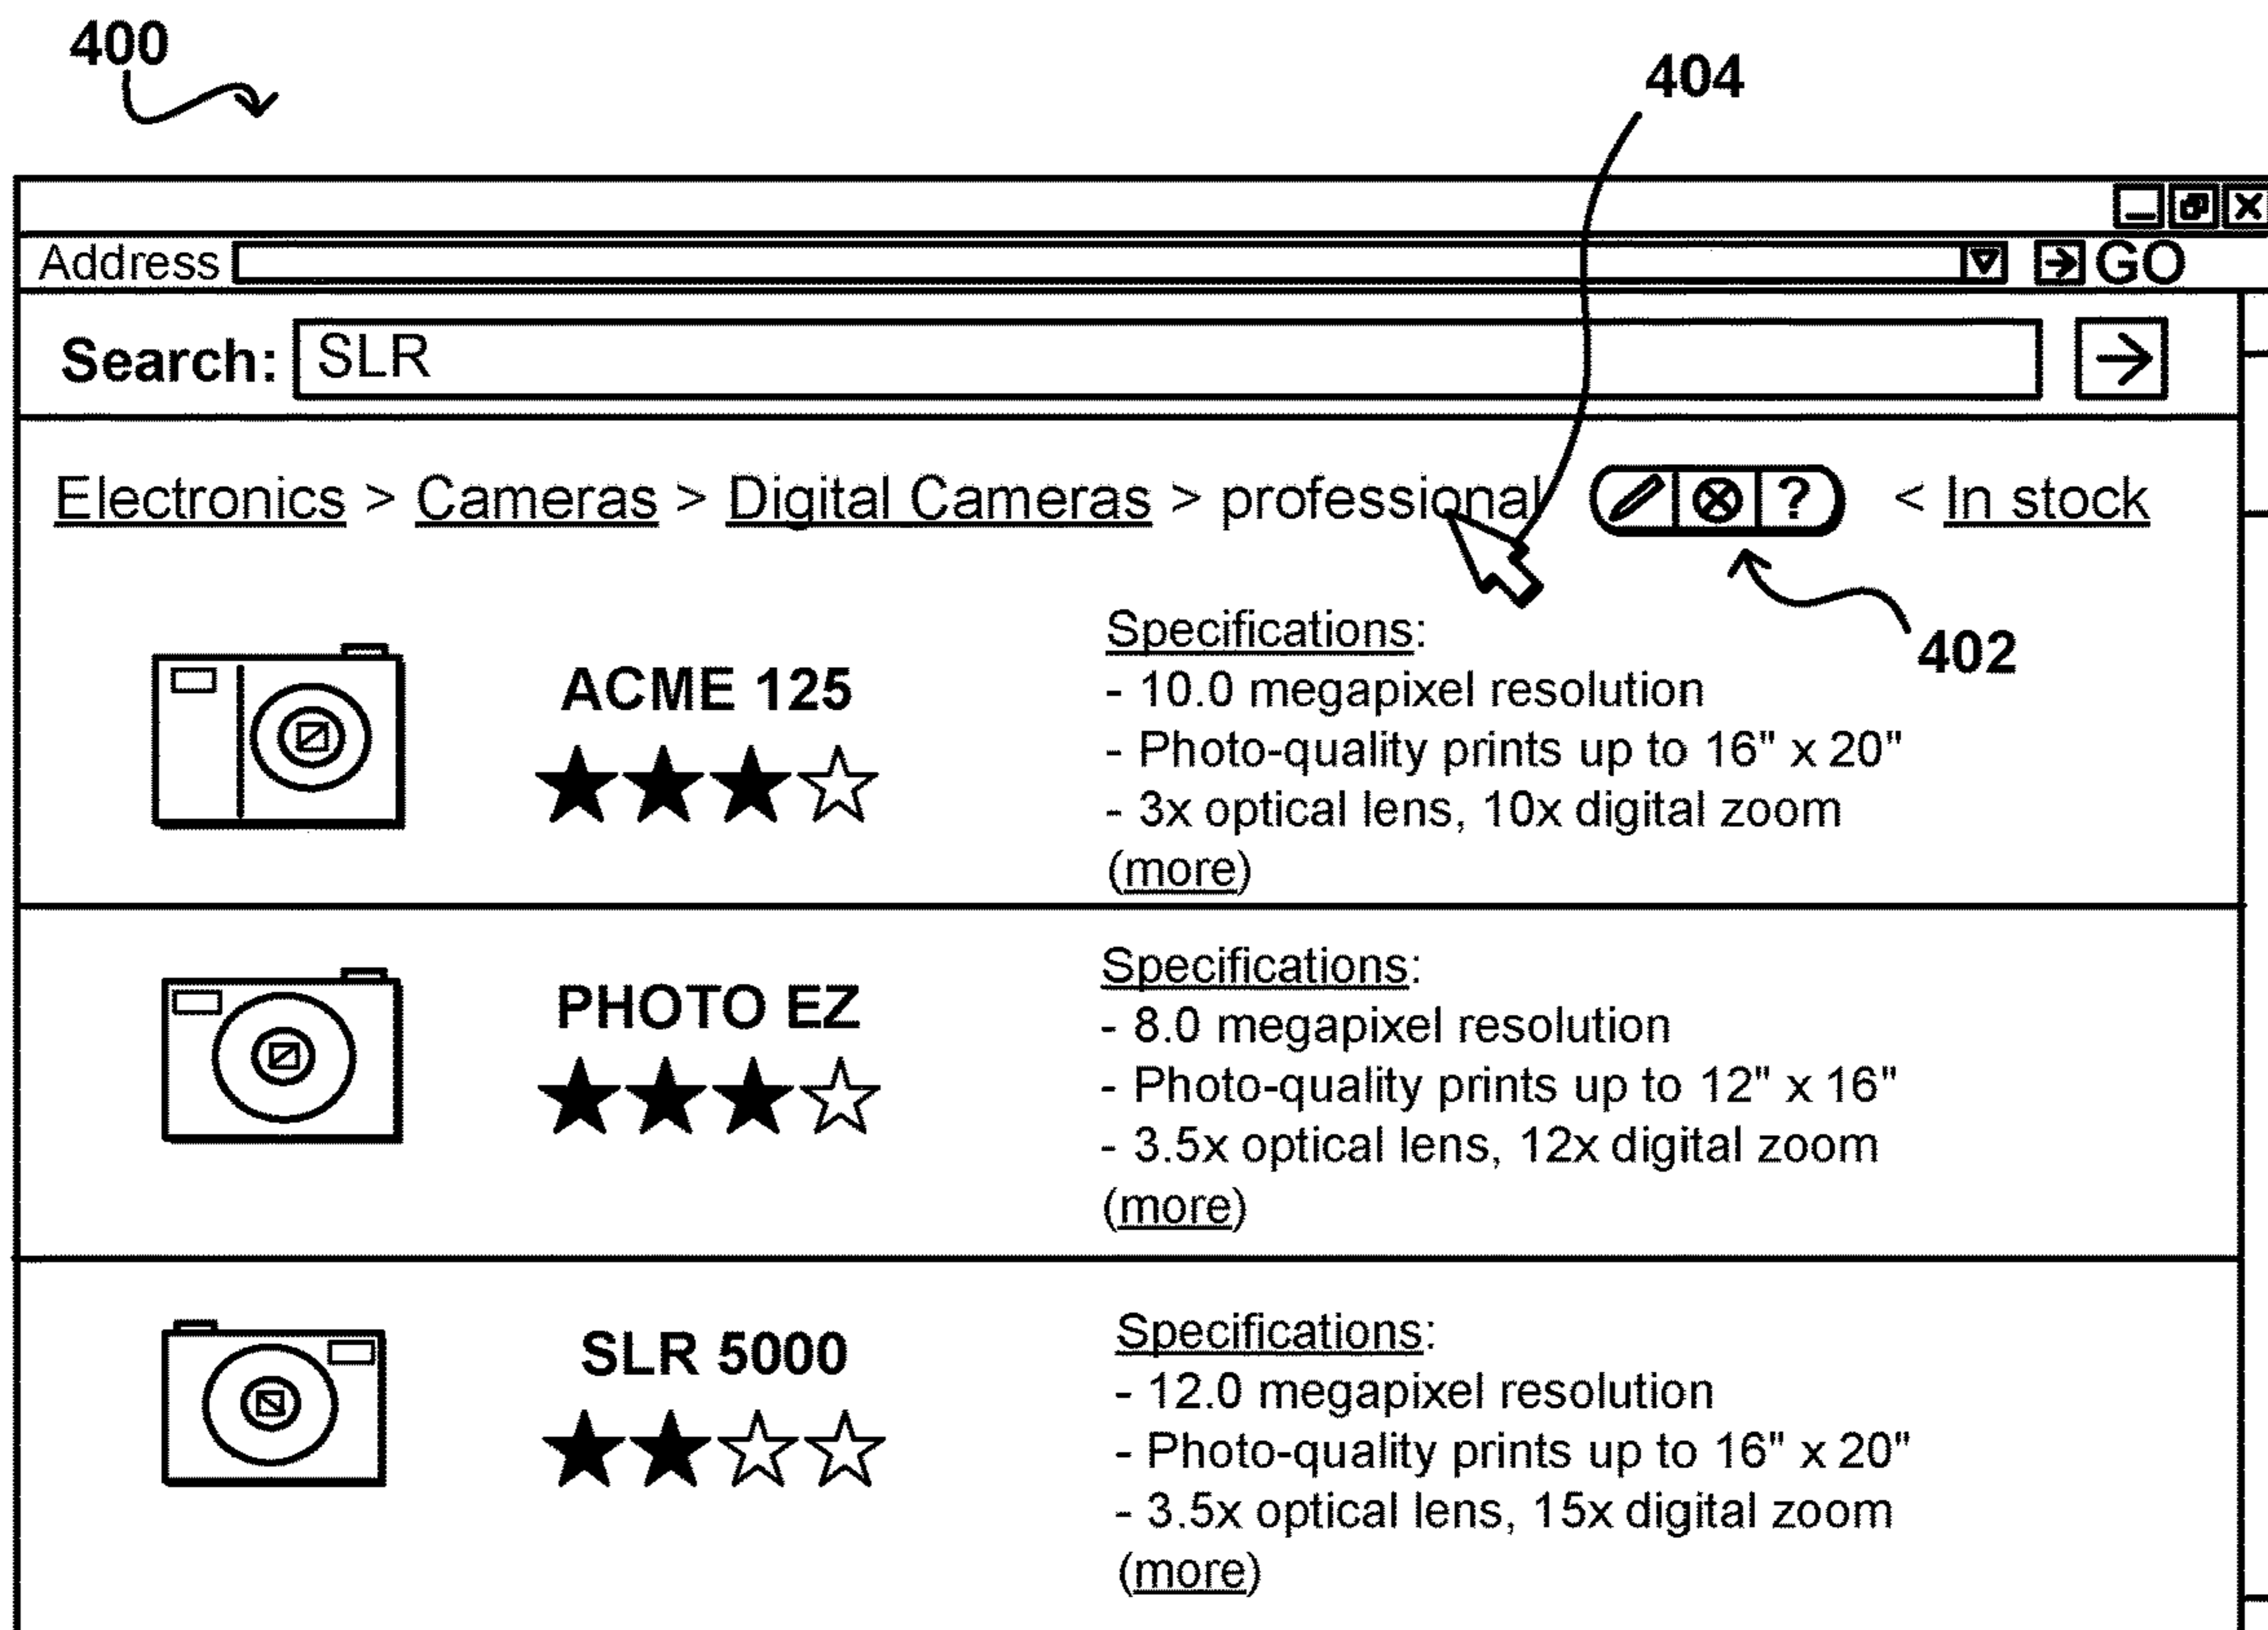 400
404
Address GO
Search: SLR
Electronics > Cameras > Digital Cameras > professional ? < In stock
402
ACME 125
Specifications:
- 10.0 megapixel resolution
- Photo-quality prints up to 16" x 20"
- 3x optical lens, 10x digital zoom
(more)
PHOTO EZ
Specifications:
- 8.0 megapixel resolution
- Photo-quality prints up to 12" x 16"
- 3.5x optical lens, 12x digital zoom
(more)
SLR 5000
Specifications:
- 12.0 megapixel resolution
- Photo-quality prints up to 16" x 20"
- 3.5x optical lens, 15x digital zoom
(more)